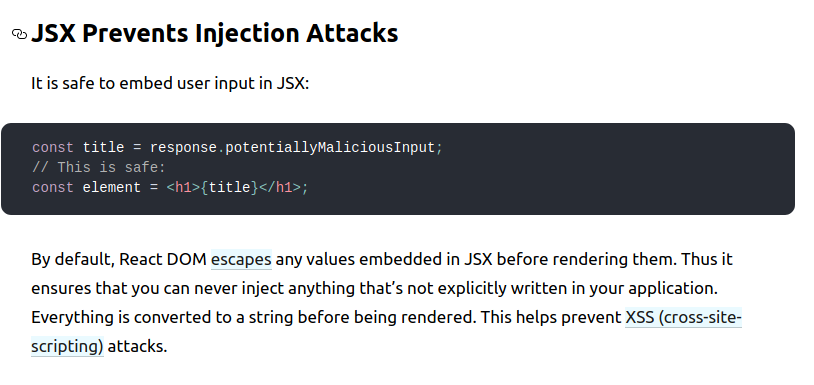 JSX Prevents Injection Attacks
It is safe to embed user input in JSX:
const title = response.potentiallyMaliciousInput;
// This is safe:
const element = <h1>{title}</h1>;
By default, React DOM escapes any values embedded in JSX before rendering them. Thus it
ensures that you can never inject anything that’s not explicitly written in your application.
Everything is converted to a string before being rendered. This helps prevent XSS (cross-site-
scripting) attacks.